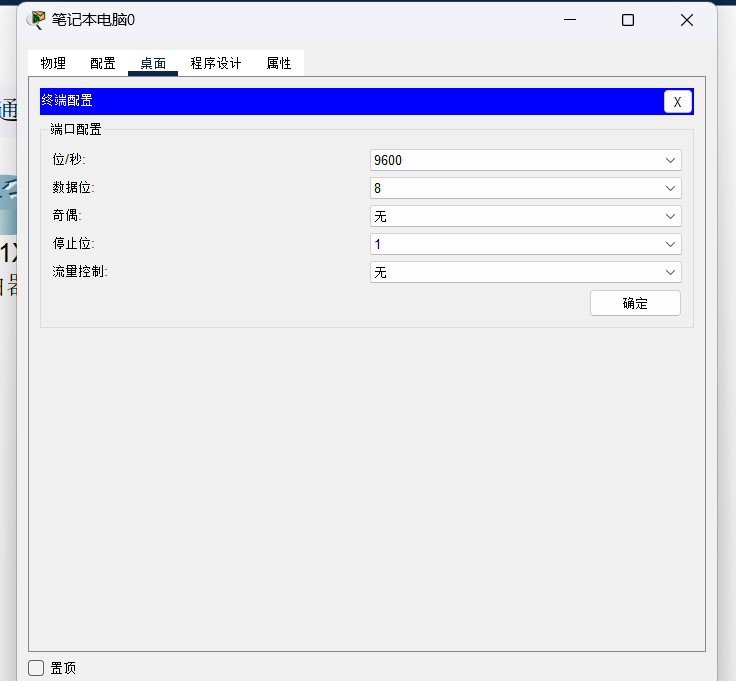 笔记本电脑0
物理 配置 桌面 程序设计 属性
通
终端配置 X
端口配置
位/秒: 9600
数据位: 8
奇偶: 无
停止位: 1
流量控制: 无
确定
置顶